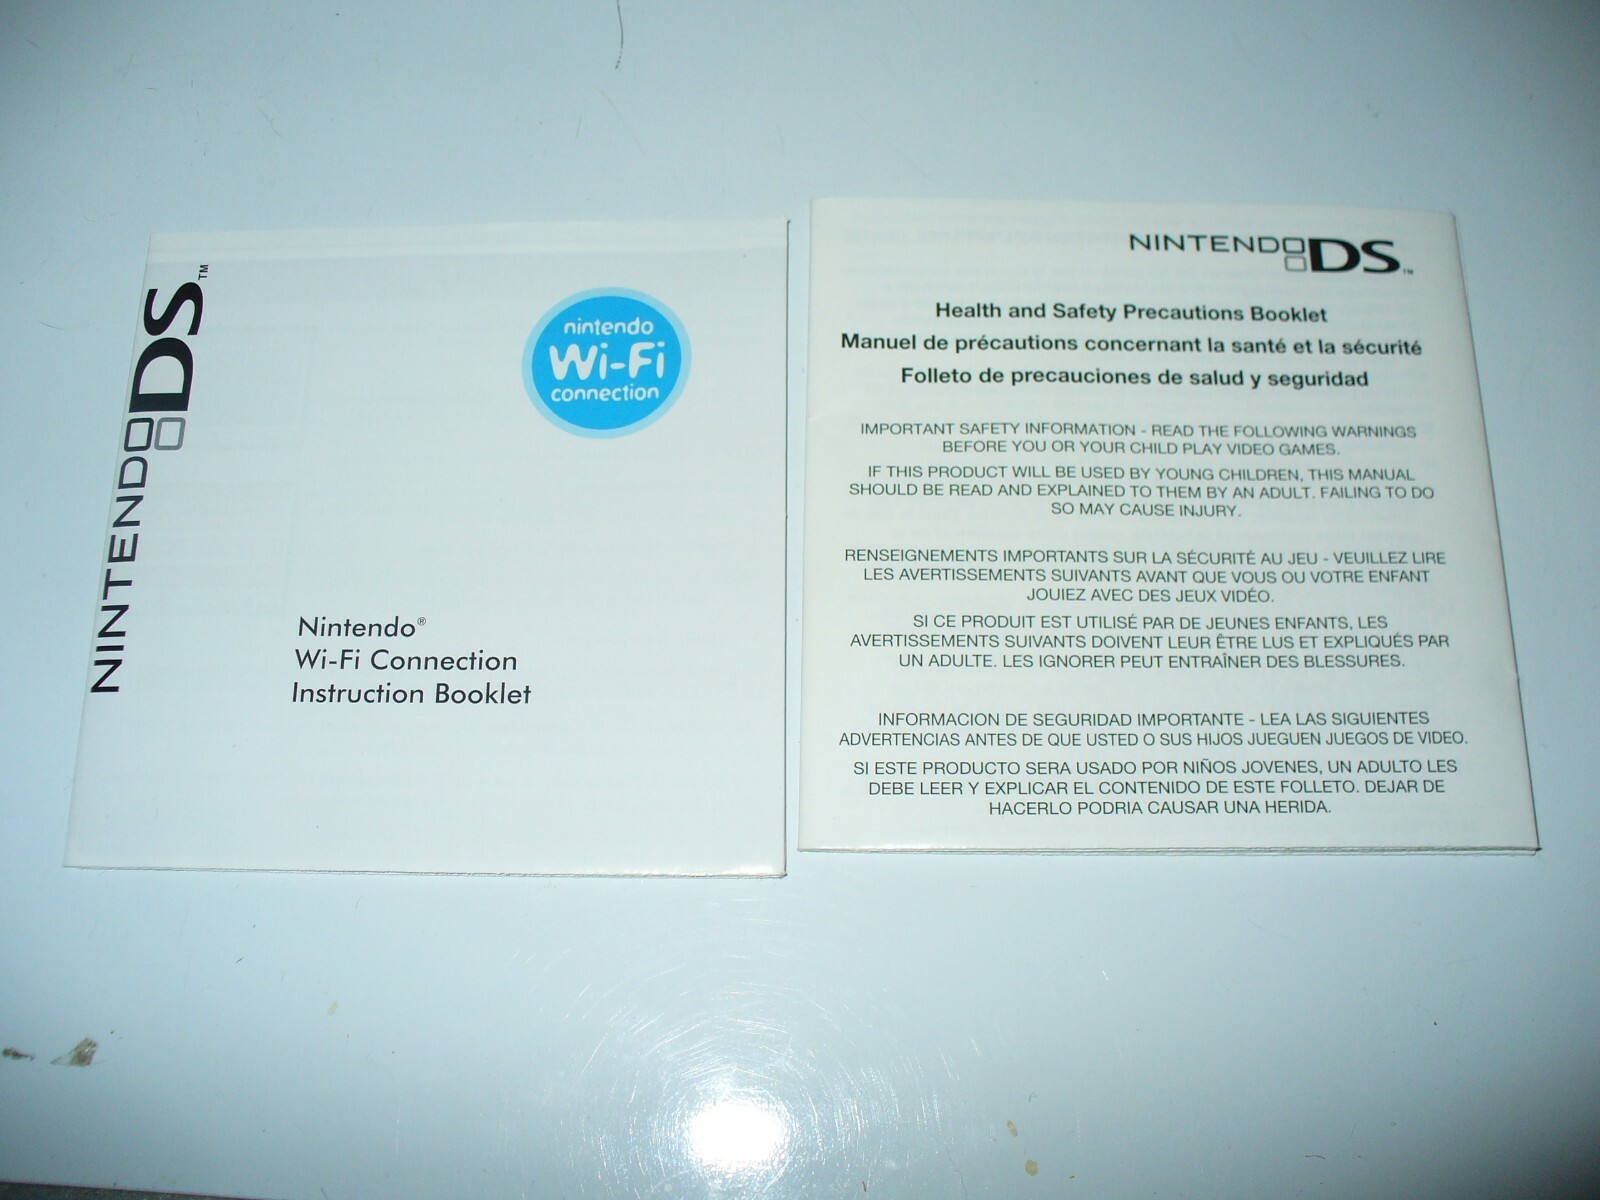 NINTENDO DS™
nintendo
Wi-Fi
connection
Nintendo®
Wi-Fi Connection
Instruction Booklet
NINTENDO DS™
Health and Safety Precautions Booklet
Manuel de précautions concernant la santé et la sécurité
Folleto de precauciones de salud y seguridad
IMPORTANT SAFETY INFORMATION - READ THE FOLLOWING WARNINGS
BEFORE YOU OR YOUR CHILD PLAY VIDEO GAMES.
IF THIS PRODUCT WILL BE USED BY YOUNG CHILDREN, THIS MANUAL
SHOULD BE READ AND EXPLAINED TO THEM BY AN ADULT. FAILING TO DO
SO MAY CAUSE INJURY.
RENSEIGNEMENTS IMPORTANTS SUR LA SÉCURITÉ AU JEU - VEUILLEZ LIRE
LES AVERTISSEMENTS SUIVANTS AVANT QUE VOUS OU VOTRE ENFANT
JOUIEZ AVEC DES JEUX VIDÉO.
SI CE PRODUIT EST UTILISÉ PAR DE JEUNES ENFANTS, LES
AVERTISSEMENTS SUIVANTS DOIVENT LEUR ÊTRE LUS ET EXPLIQUÉS PAR
UN ADULTE. LES IGNORER PEUT ENTRAÎNER DES BLESSURES.
INFORMACION DE SEGURIDAD IMPORTANTE - LEA LAS SIGUIENTES
ADVERTENCIAS ANTES DE QUE USTED O SUS HIJOS JUEGUEN JUEGOS DE VIDEO.
SI ESTE PRODUCTO SERA USADO POR NIÑOS JOVENES, UN ADULTO LES
DEBE LEER Y EXPLICAR EL CONTENIDO DE ESTE FOLLETO. DEJAR DE
HACERLO PODRIA CAUSAR UNA HERIDA.